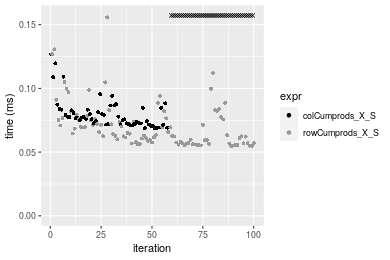 0.15
0.10
0.05
0.00
time (ms)
0
25
50
75
100
iteration
expr
colCumprods_X_S
rowCumprods_X_S